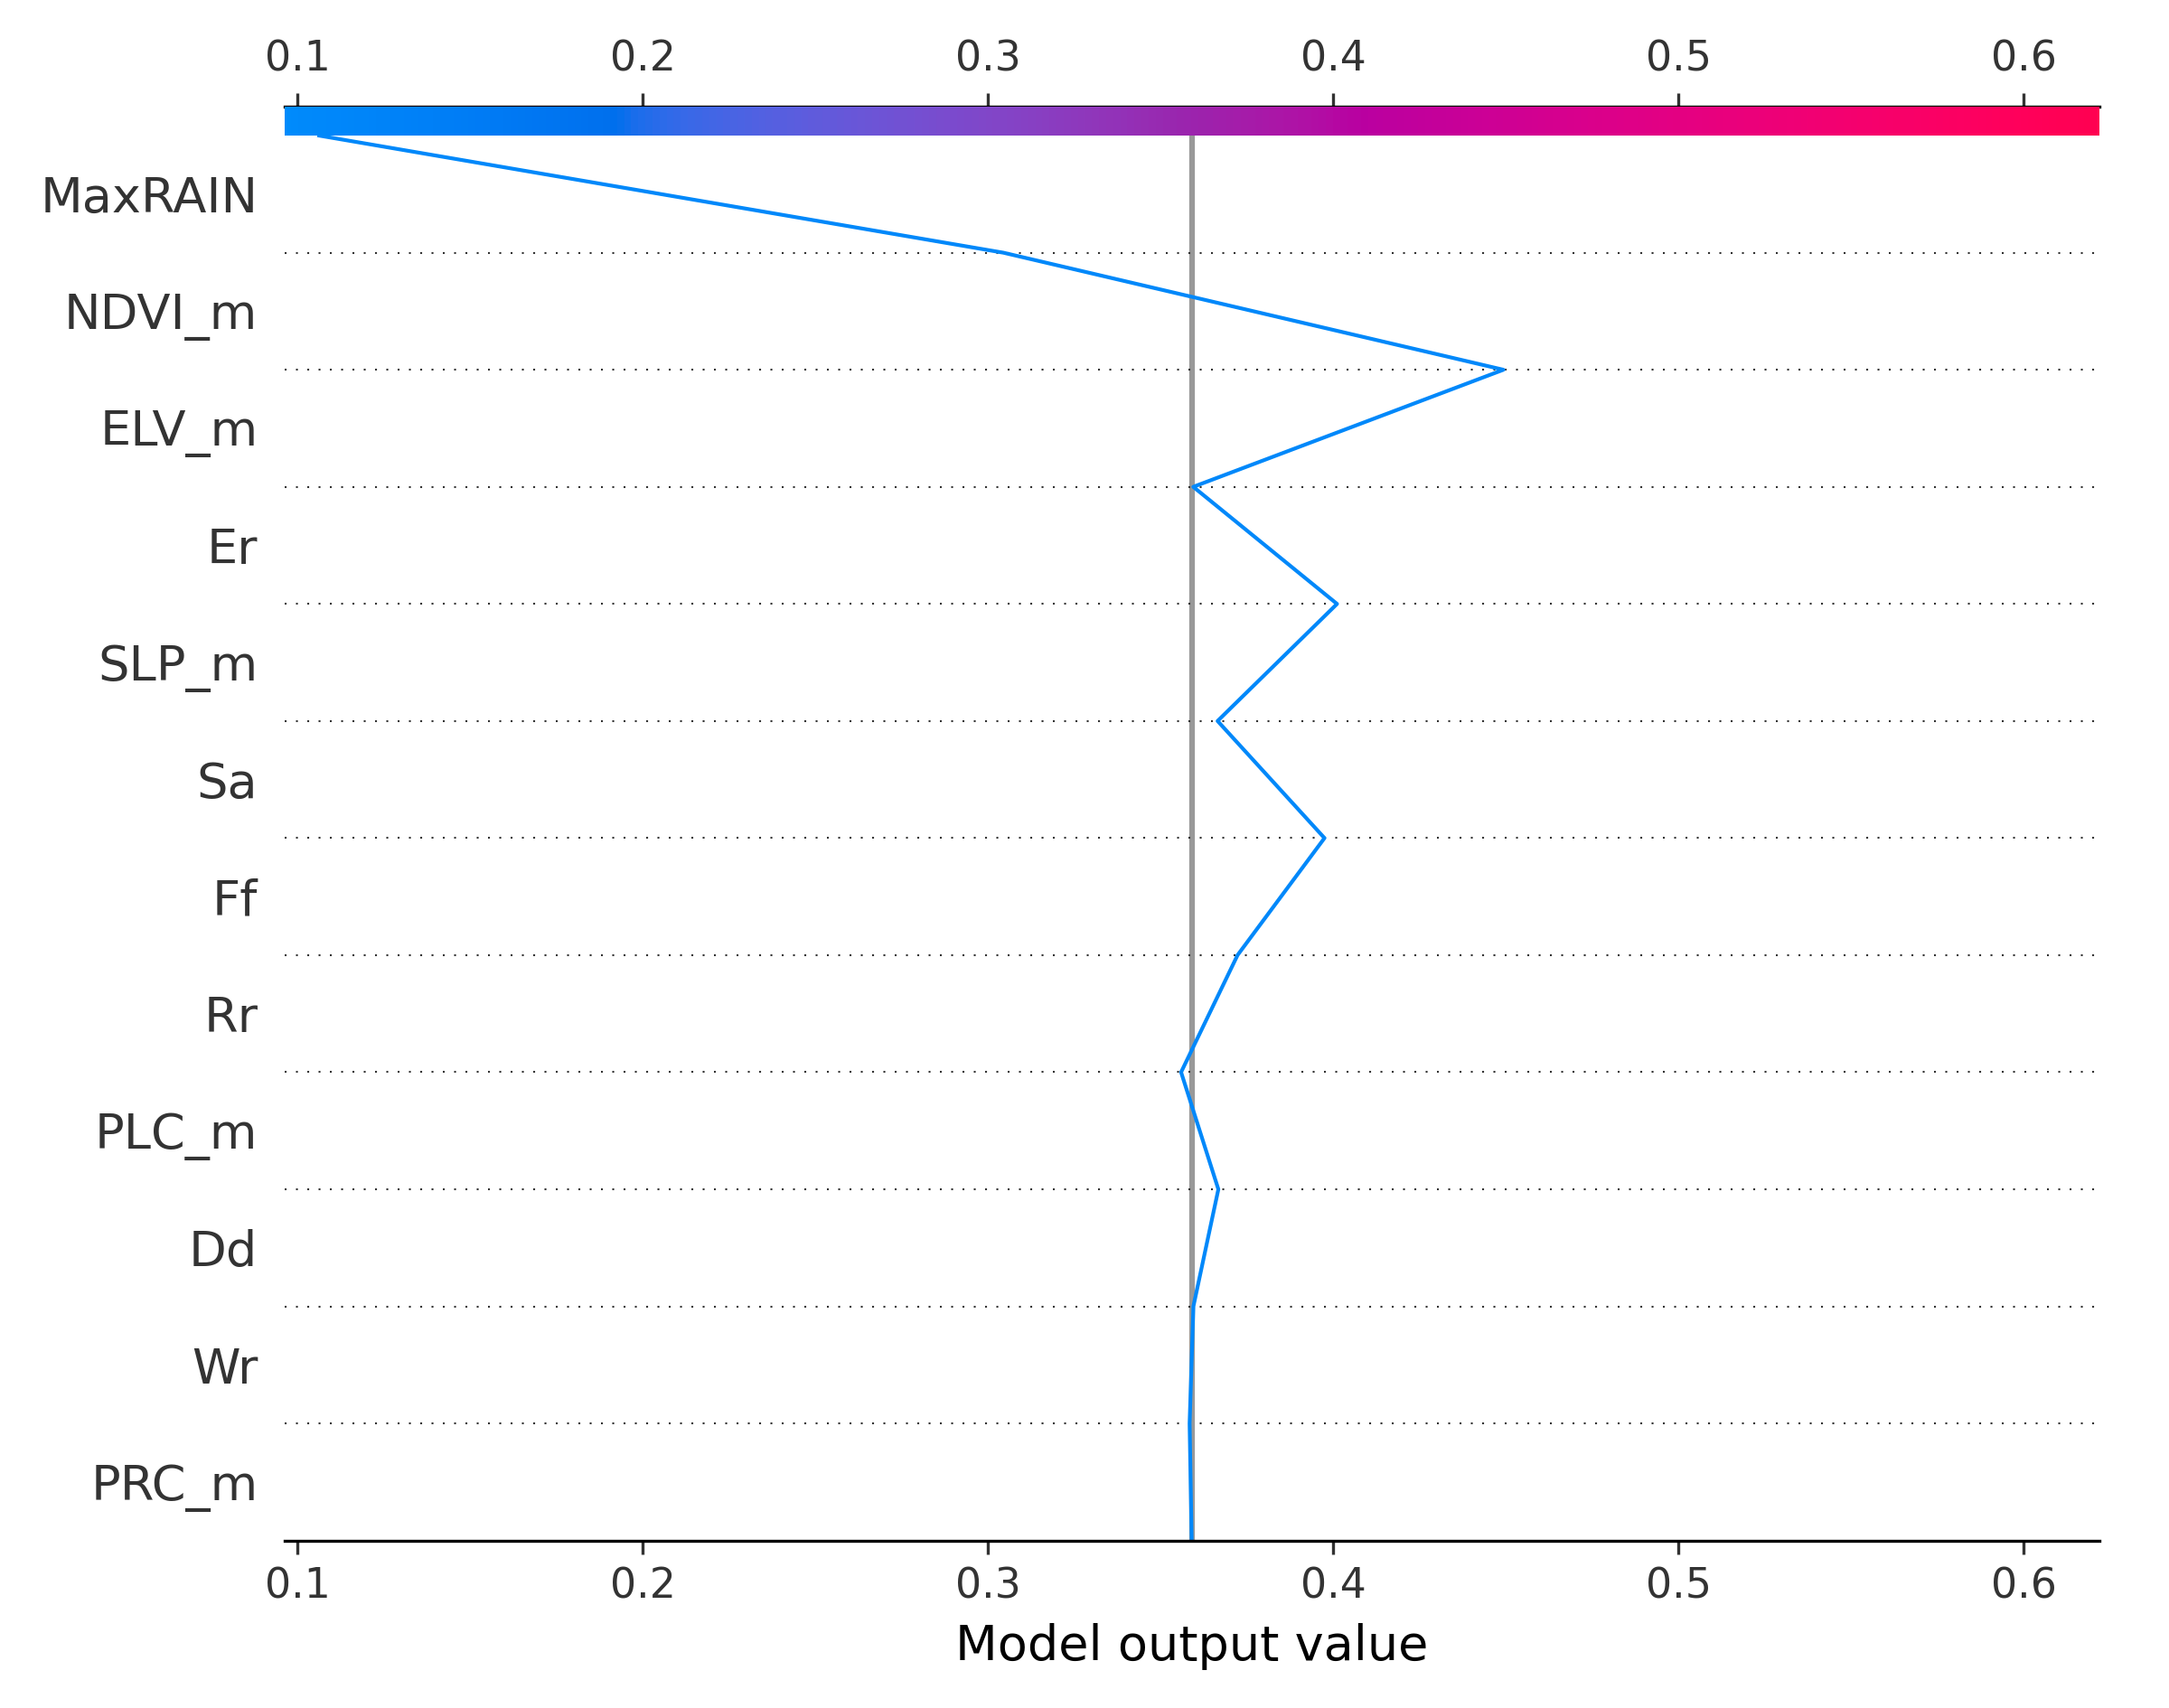 0.1 0.2 0.3 0.4 0.5 0.6
MaxRAIN
NDVI_m
ELV_m
Er
SLP_m
Sa
Ff
Rr
PLC_m
Dd
Wr
PRC_m
0.1 0.2 0.3 0.4 0.5 0.6
Model output value